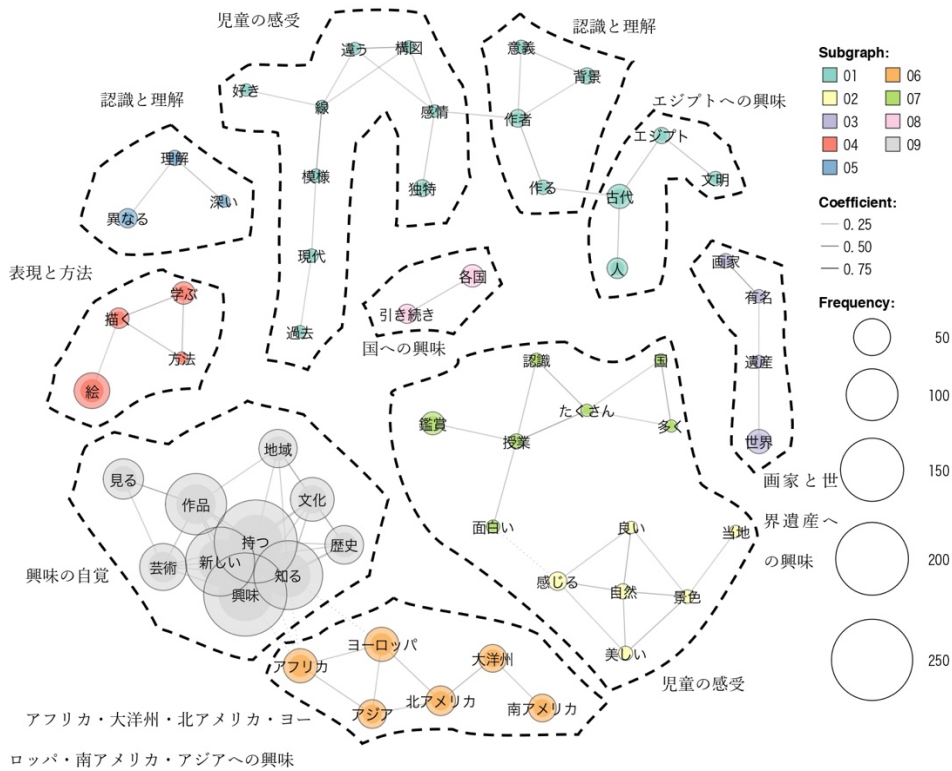 児童の感受
認識と理解
違う
構図
意義
背景
Subgraph:
01
06
02
07
03
08
04
09
05
好き
線
感情
作者
認識と理解
エジプトへの興味
エジプト
理解
模様
独特
作る
古代
文明
異なる
深い
Coefficient:
0.25
0.50
0.75
現代
人
画家
有名
表現と方法
学ぶ
描く
方法
絵
各国
引き続き
過去
国への興味
Frequency:
50
100
150
200
250
認識
国
遺産
たくさん
多く
鑑賞
授業
世界
画家と世
界遺産へ
の興味
地域
見る
作品
文化
持つ
歴史
新しい
芸術
知る
興味
興味の自覚
面白い
良い
当地
感じる
自然
景色
美しい
児童の感受
ヨーロッパ
アフリカ
大洋州
北アメリカ
アジア
南アメリカ
アフリカ・大洋州・北アメリカ・ヨー
ロッパ・南アメリカ・アジアへの興味